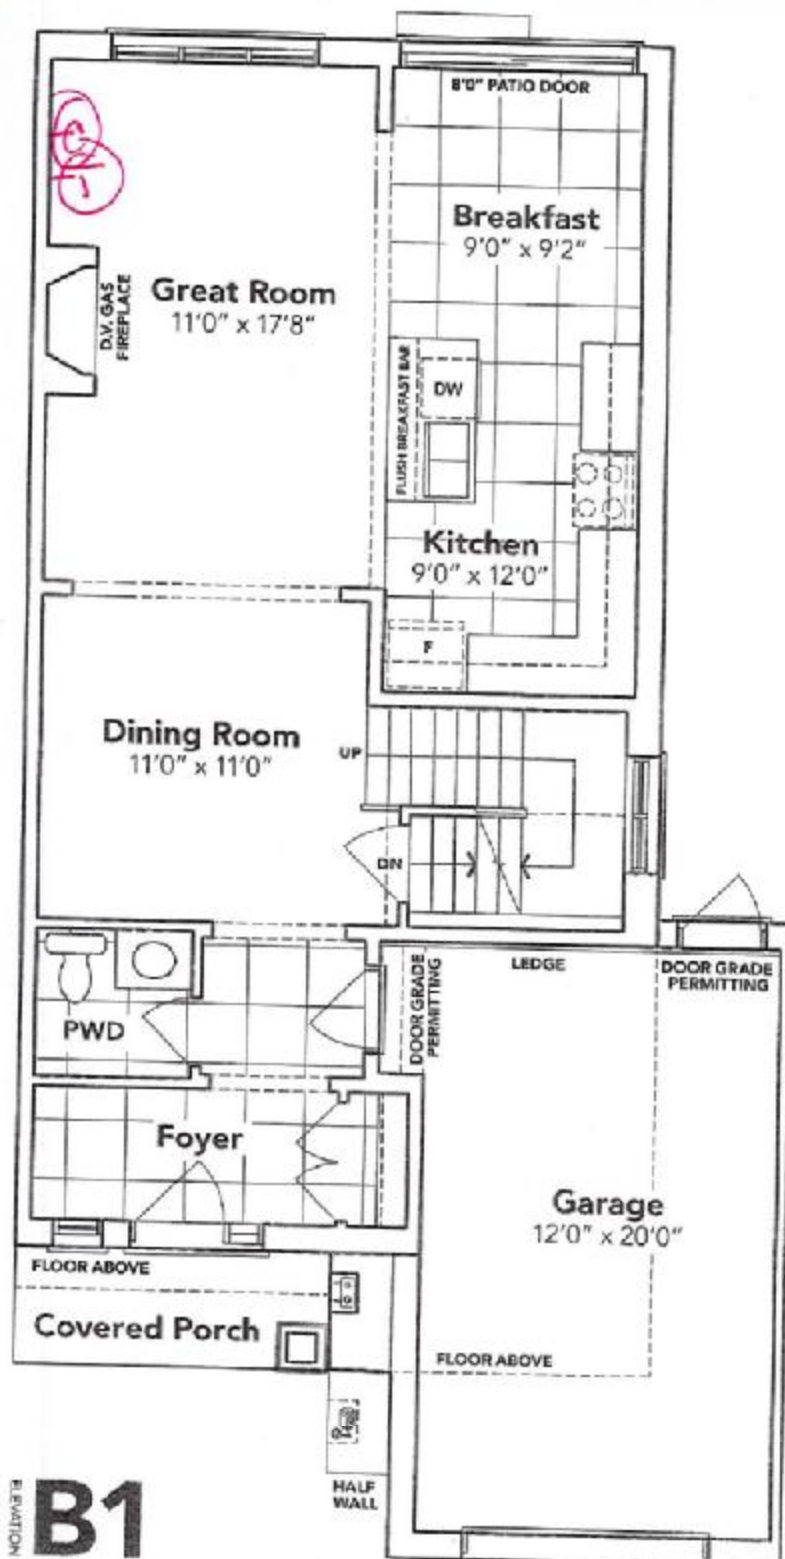 8'0" PATIO DOOR
Breakfast
9'0" x 9'2"
Great Room
11'0" x 17'8"
D.V. GAS
FIREPLACE
FLUSH BREAKFAST BAR
DW
Kitchen
9'0" x 12'0"
F
Dining Room
11'0" x 11'0"
UP
DN
LEDGE
DOOR GRADE
PERMITTING
DOOR GRADE
PERMITTING
PWD
Foyer
Garage
12'0" x 20'0"
FLOOR ABOVE
Covered Porch
FLOOR ABOVE
HALF
WALL
ELEVATION
B1